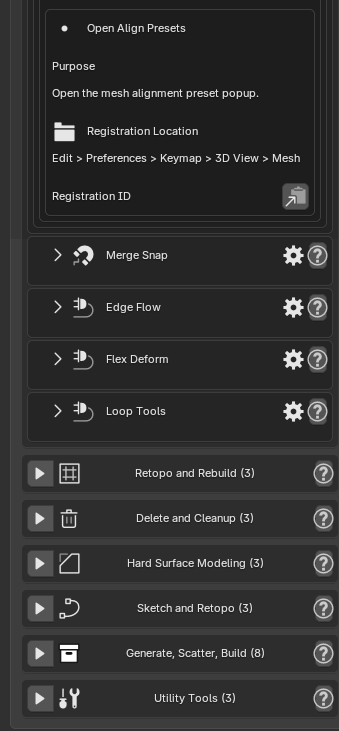 Open Align Presets
Purpose
Open the mesh alignment preset popup.
Registration Location
Edit > Preferences > Keymap > 3D View > Mesh
Registration ID
Merge Snap
Edge Flow
Flex Deform
Loop Tools
Retopo and Rebuild (3)
Delete and Cleanup (3)
Hard Surface Modeling (3)
Sketch and Retopo (3)
Generate, Scatter, Build (8)
Utility Tools (3)